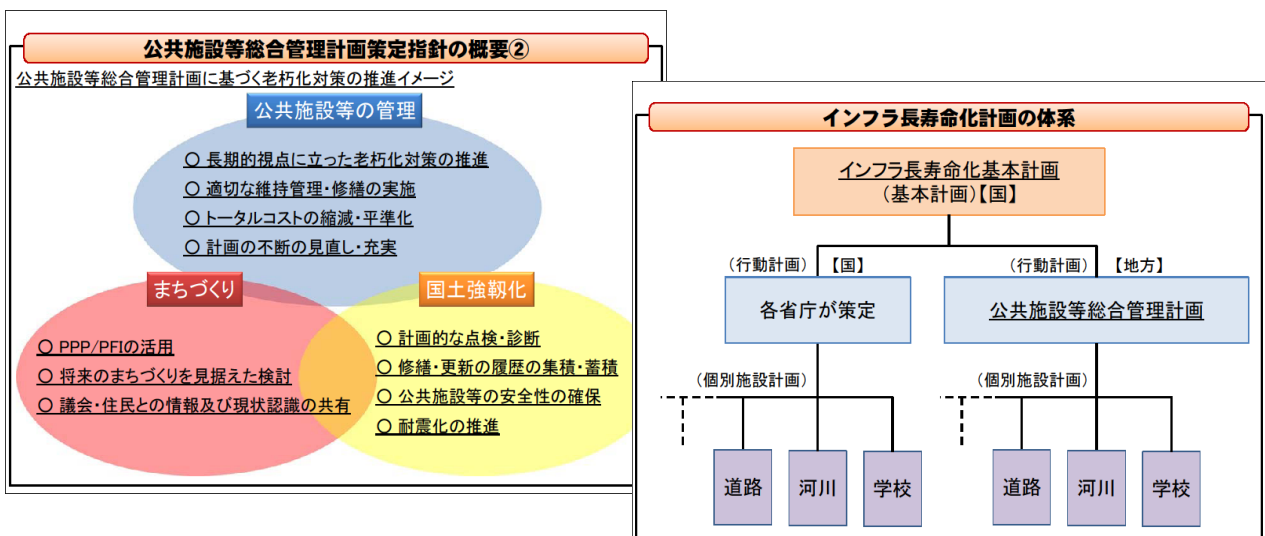 公共施設等総合管理計画策定指針の概要②
公共施設等総合管理計画に基づく老朽化対策の推進イメージ
公共施設等の管理
○ 長期的視点に立った老朽化対策の推進
○ 適切な維持管理・修繕の実施
○ トータルコストの縮減・平準化
○ 計画の不断の見直し・充実
まちづくり
○ PPP/PFIの活用
○ 将来のまちづくりを見据えた検討
○ 議会・住民との情報及び現状認識の共有
国土強靱化
○ 計画的な点検・診断
○ 修繕・更新の履歴の集積・蓄積
○ 公共施設等の安全性の確保
○ 耐震化の推進
インフラ長寿命化計画の体系
インフラ長寿命化基本計画
(基本計画)【国】
(行動計画) 【国】
各省庁が策定
(行動計画) 【地方】
公共施設等総合管理計画
(個別施設計画)
道路 河川 学校
(個別施設計画)
道路 河川 学校